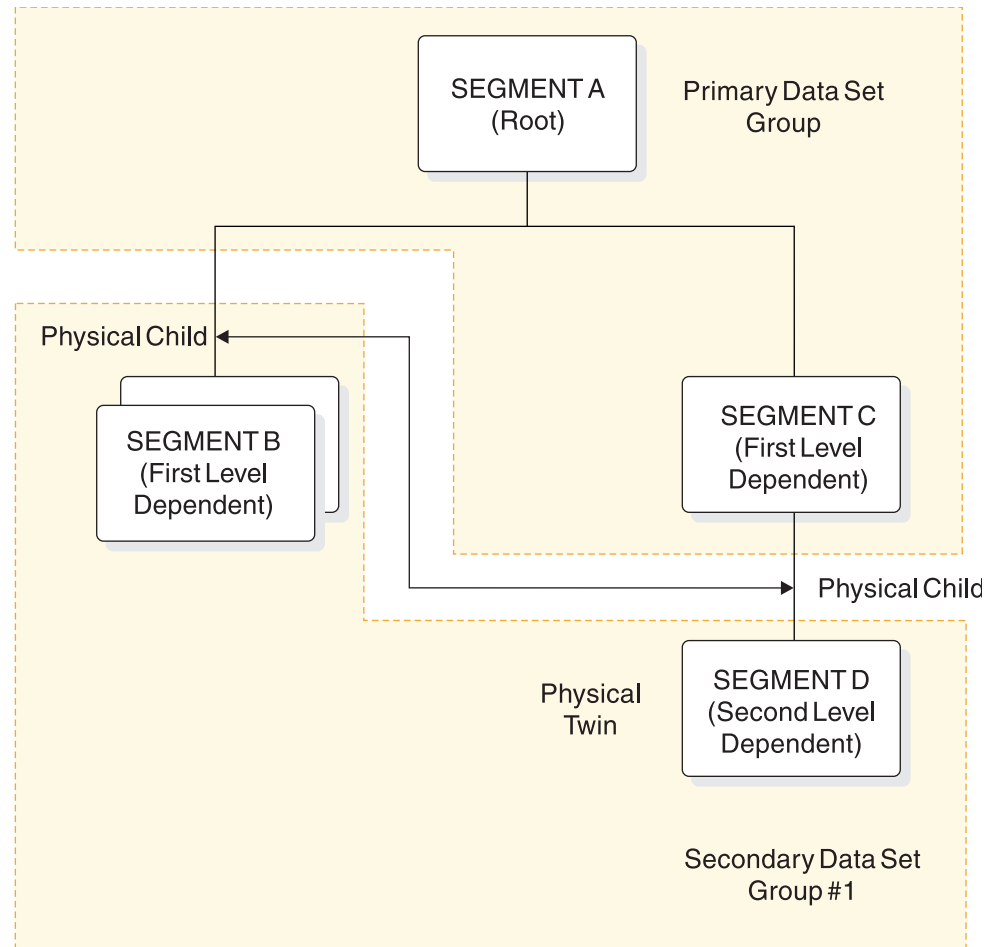 SEGMENT A
(Root)
Primary Data Set
Group
Physical Child
SEGMENT B
(First Level
Dependent)
SEGMENT C
(First Level
Dependent)
Physical Child
Physical
Twin
SEGMENT D
(Second Level
Dependent)
Secondary Data Set
Group #1